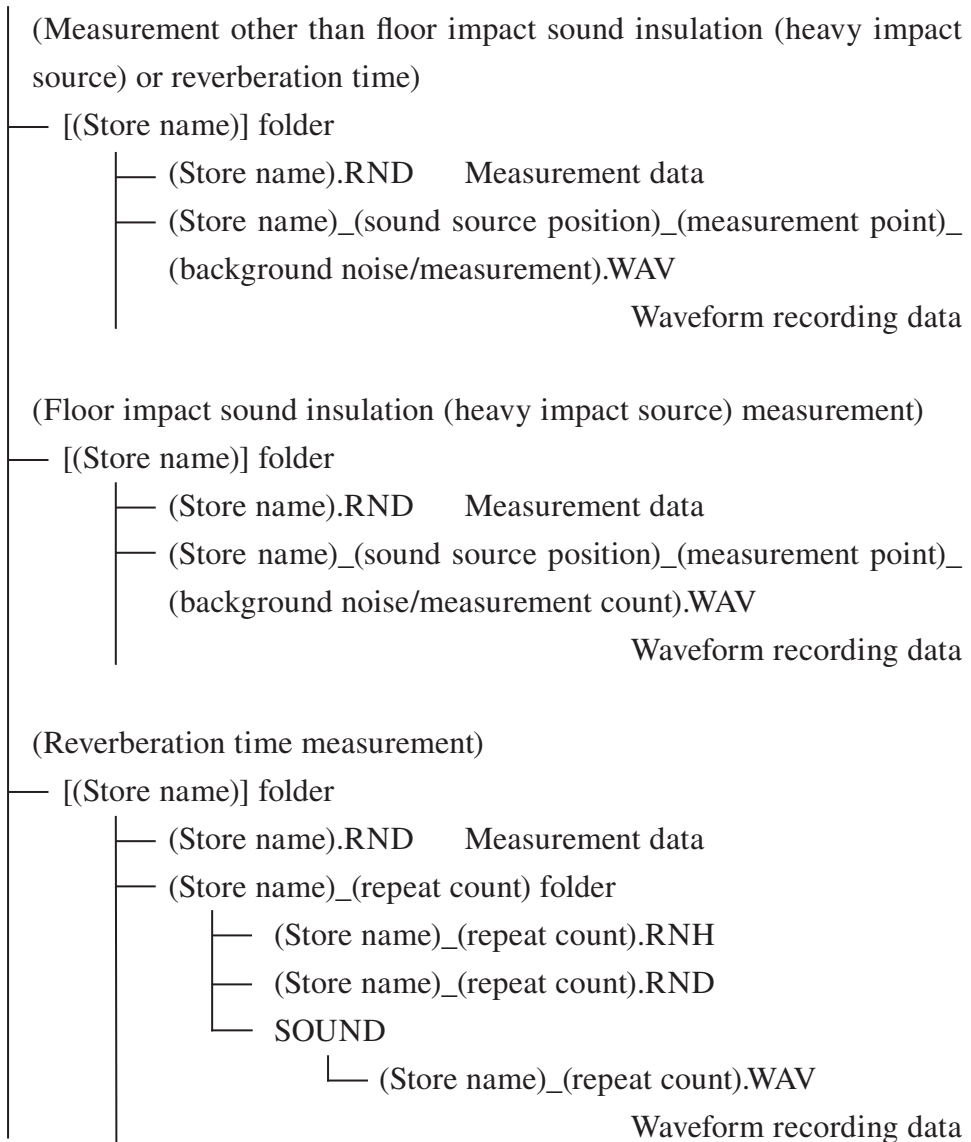 (Measurement other than floor impact sound insulation (heavy impact
source) or reverberation time)
[(Store name)] folder
(Store name).RND Measurement data
(Store name)_(sound source position)_(measurement point)_
(background noise/measurement).WAV
Waveform recording data
(Floor impact sound insulation (heavy impact source) measurement)
[(Store name)] folder
(Store name).RND Measurement data
(Store name)_(sound source position)_(measurement point)_
(background noise/measurement count).WAV
Waveform recording data
(Reverberation time measurement)
[(Store name)] folder
(Store name).RND Measurement data
(Store name)_(repeat count) folder
(Store name)_(repeat count).RNH
(Store name)_(repeat count).RND
SOUND
(Store name)_(repeat count).WAV
Waveform recording data